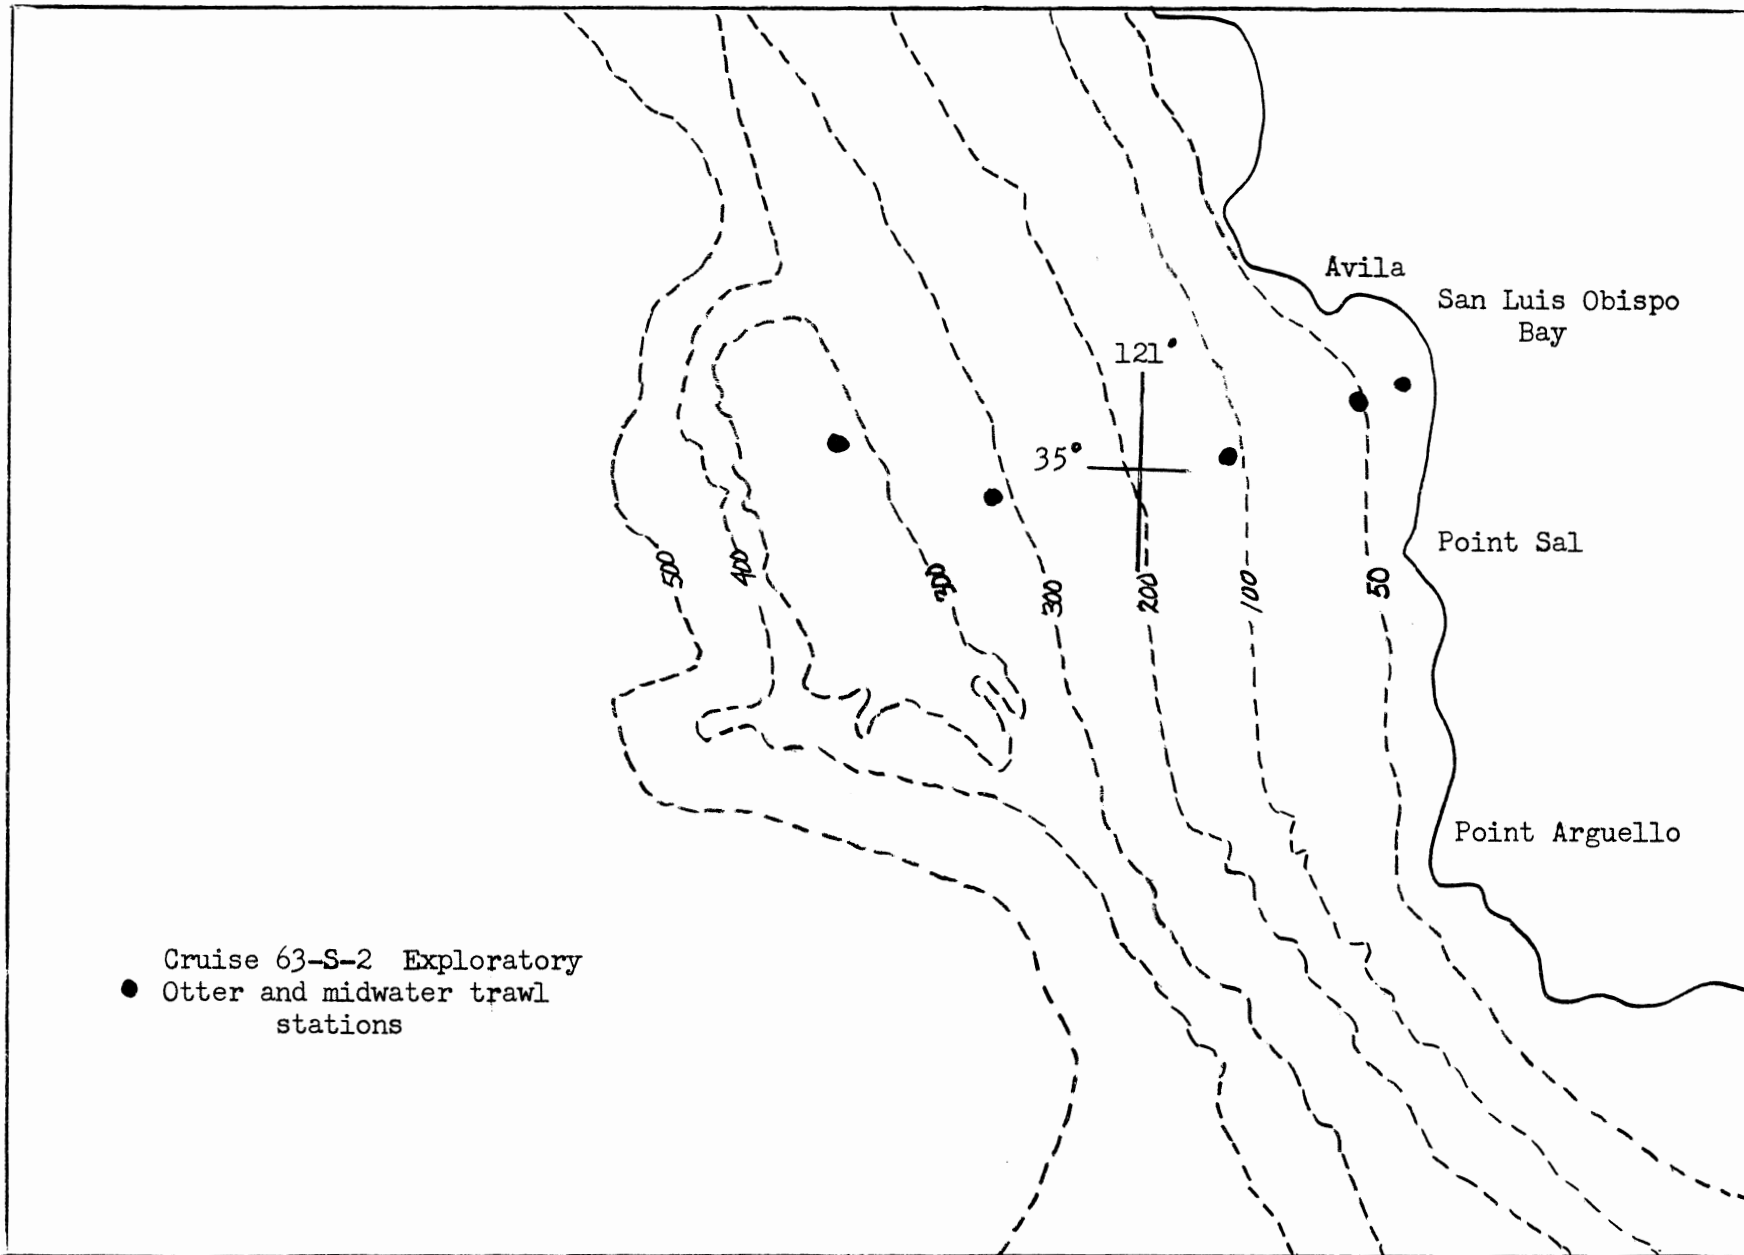 Avila
San Luis Obispo
Bay
121°
35°
Point Sal
500
400
300
300
200
100
50
Point Arguello
Cruise 63-S-2 Exploratory
Otter and midwater trawl
stations